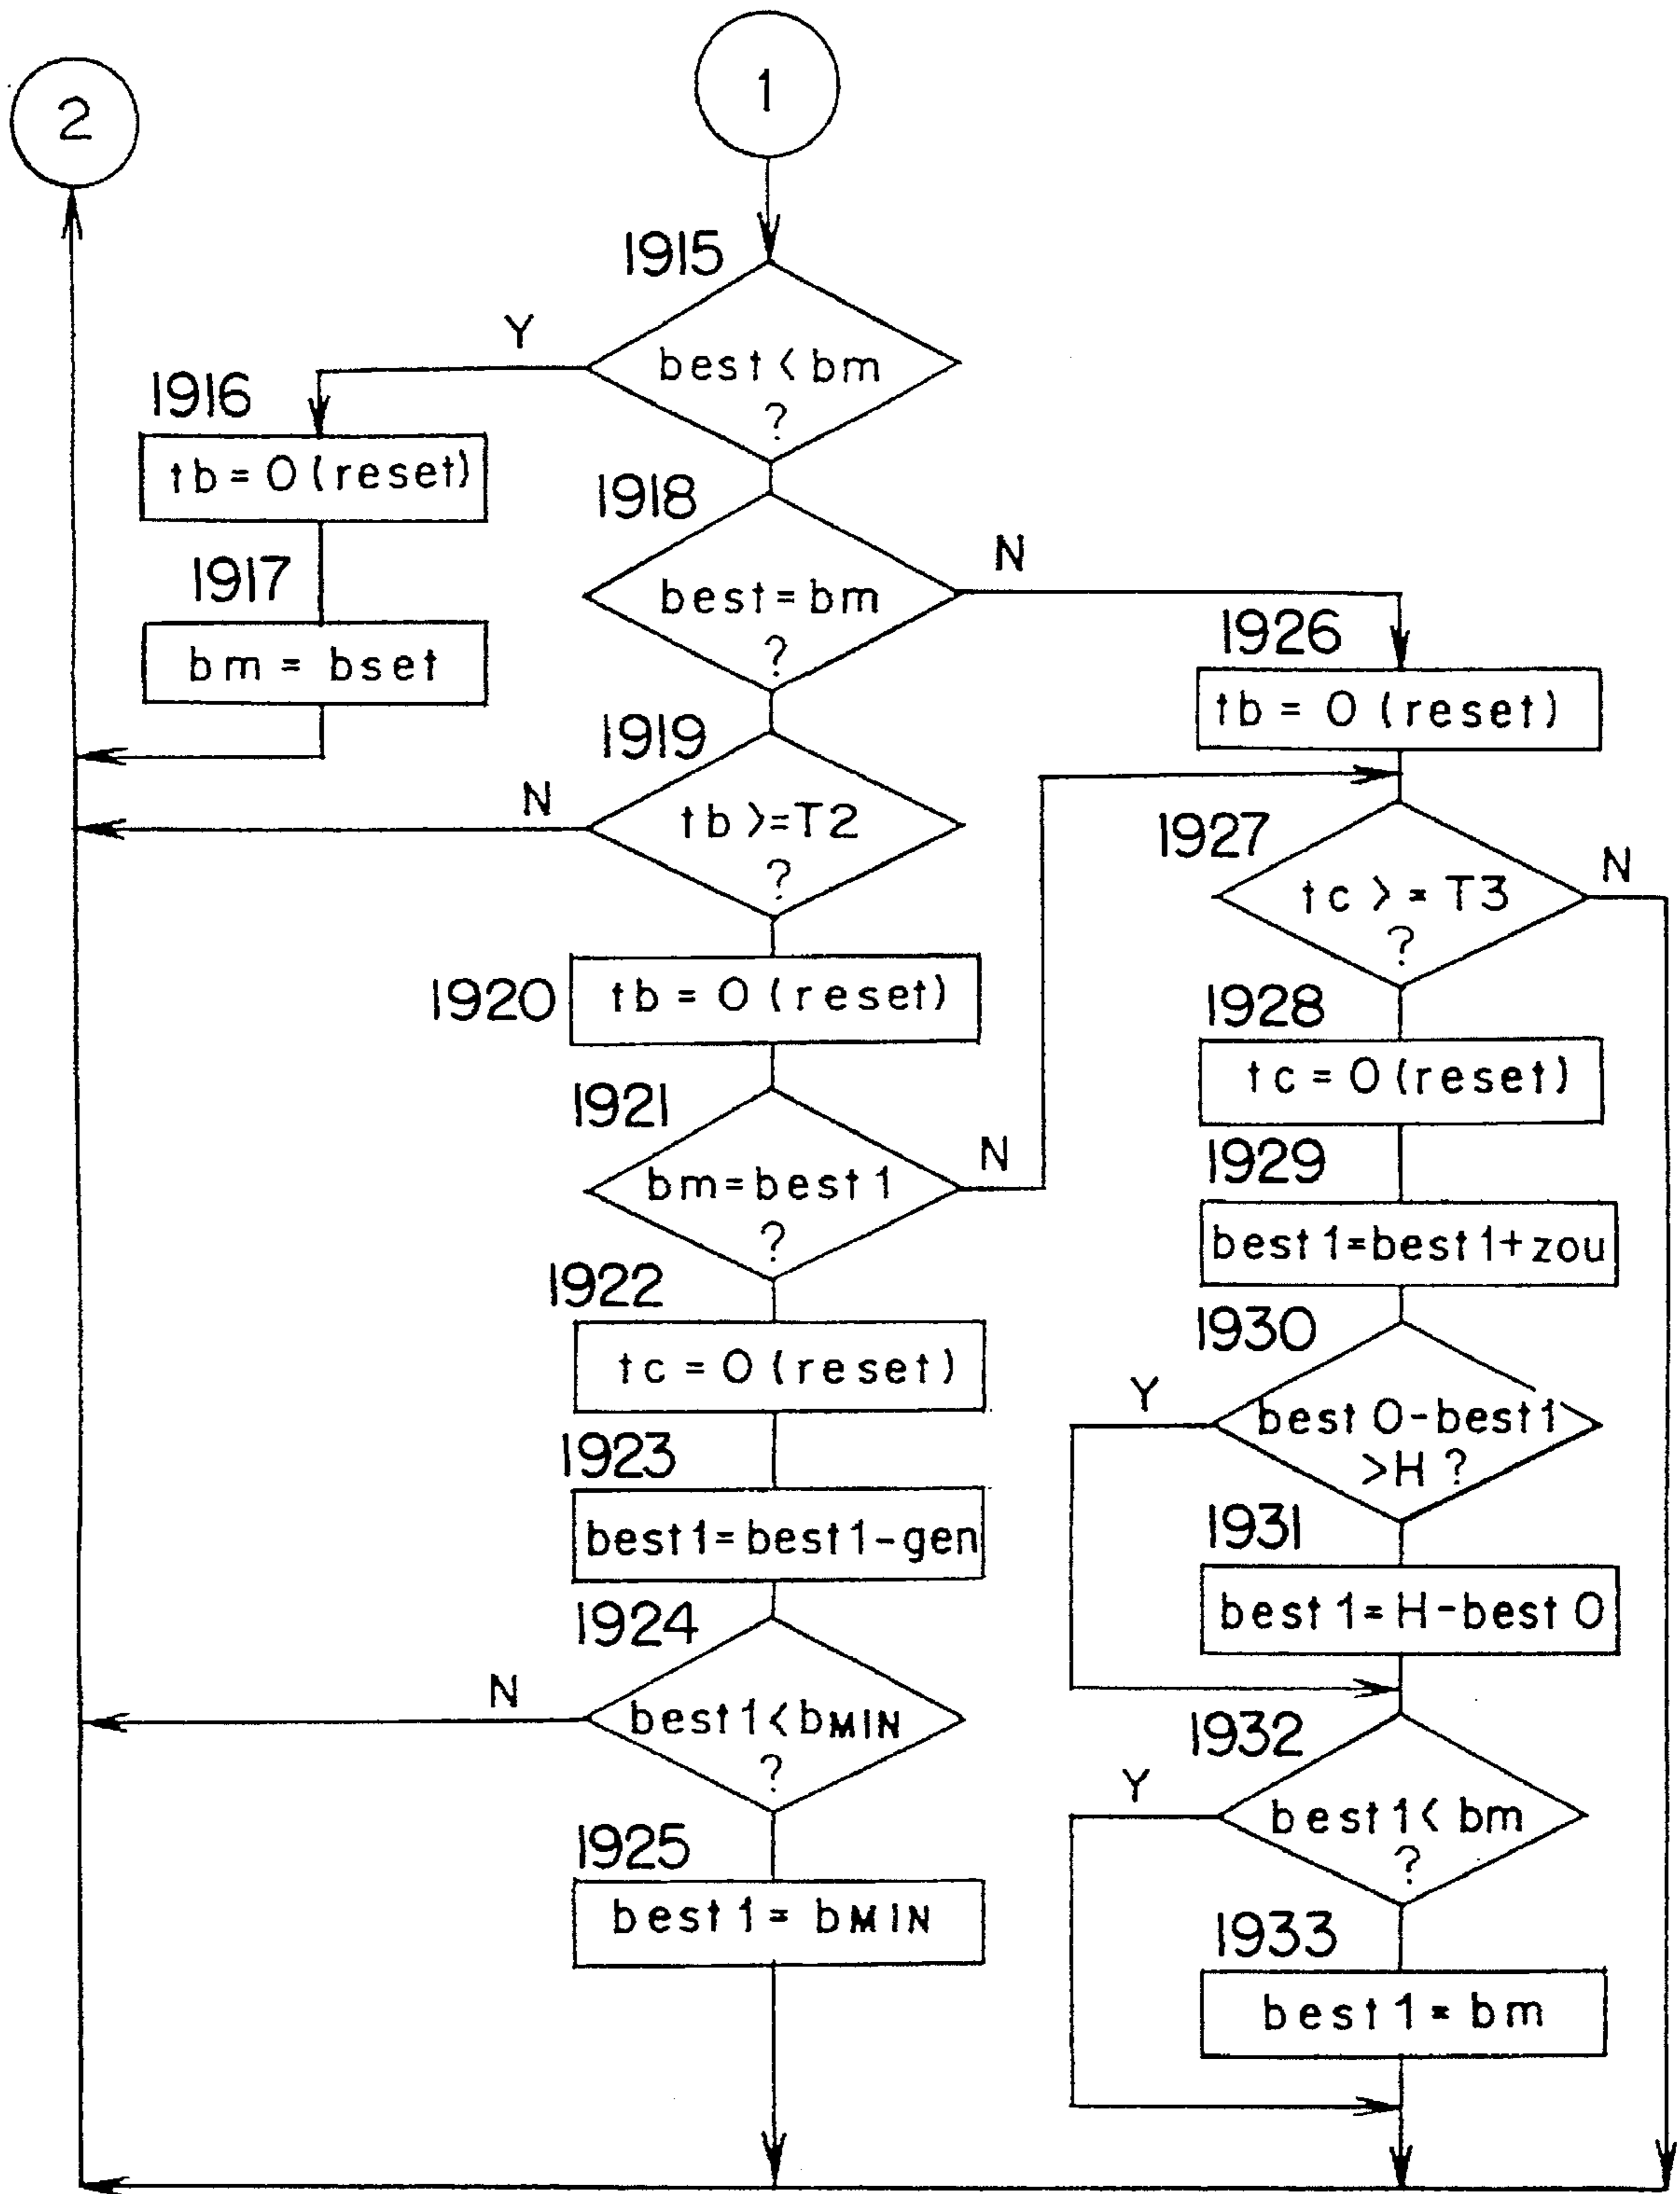 2
1
1915
Y
best < bm
?
1916
tb = 0 (reset)
1917
bm = bset
1918
N
best = bm
?
1919
N
tb >= T2
?
1920
tb = 0 (reset)
1921
N
bm = best 1
?
1922
tc = 0 (reset)
1923
best 1 = best 1 - gen
1924
N
best 1 < bMIN
?
1925
best 1 = bMIN
1926
tb = 0 (reset)
1927
N
tc >= T3
?
1928
tc = 0 (reset)
1929
best 1 = best 1 + zou
1930
Y
best 0 - best 1
> H ?
1931
best 1 = H - best 0
1932
Y
best 1 < bm
?
1933
best 1 = bm